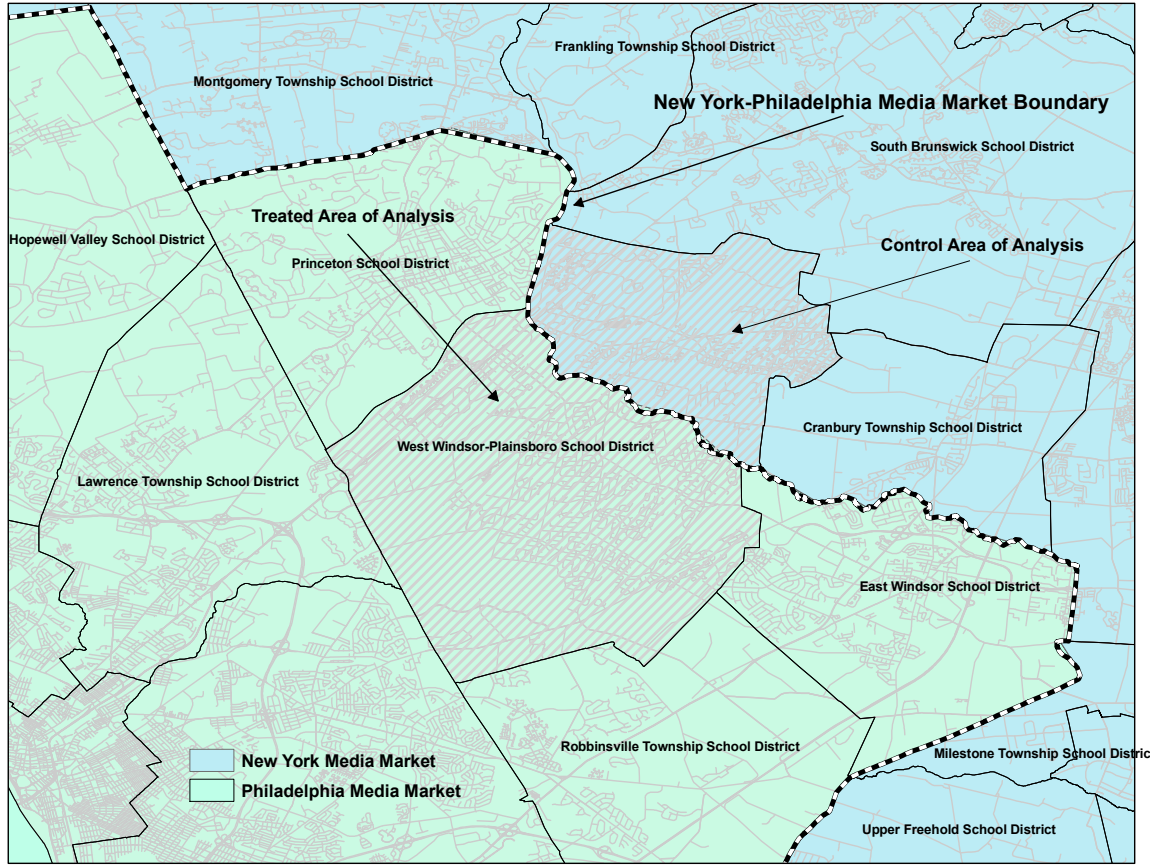 Frankling Township School District
Montgomery Township School District
New York-Philadelphia Media Market Boundary
South Brunswick School District
Treated Area of Analysis
Hopewell Valley School District
Control Area of Analysis
Princeton School District
Cranbury Township School District
West Windsor-Plainsboro School District
Lawrence Township School District
East Windsor School District
Robbinsville Township School District
Milestone Township School Distric
New York Media Market
Philadelphia Media Market
Upper Freehold School District